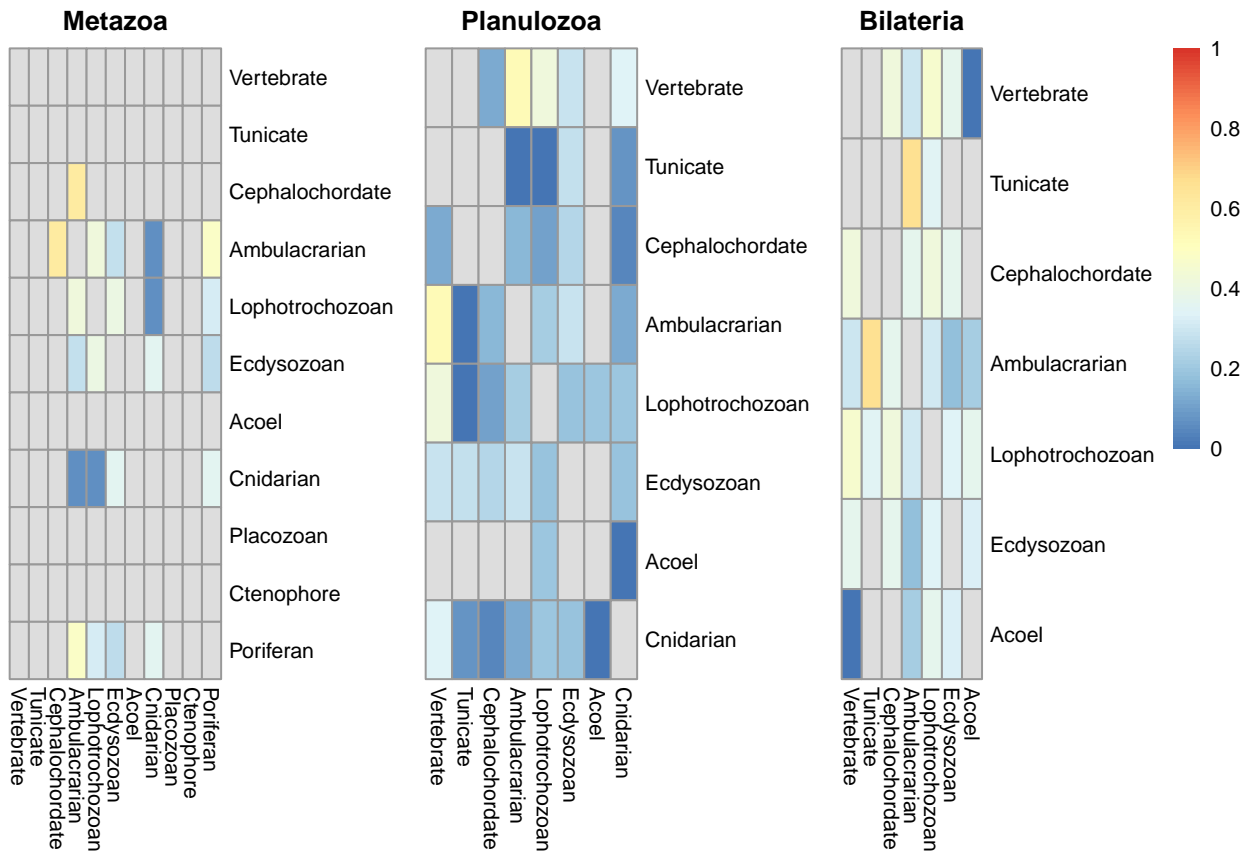 Metazoa
Planulozoa
Bilateria
Vertebrate
Tunicate
Cephalochordate
Ambulacrarian
Lophotrochozoan
Ecdysozoan
Acoel
Cnidarian
Placozoan
Ctenophore
Poriferan
Vertebrate
Tunicate
Cephalochordate
Ambulacrarian
Lophotrochozoan
Ecdysozoan
Acoel
Cnidarian
Placozoan
Ctenophore
Poriferan
Vertebrate
Tunicate
Cephalochordate
Ambulacrarian
Lophotrochozoan
Ecdysozoan
Acoel
Cnidarian
Vertebrate
Tunicate
Cephalochordate
Ambulacrarian
Lophotrochozoan
Ecdysozoan
Acoel
Cnidarian
Vertebrate
Tunicate
Cephalochordate
Ambulacrarian
Lophotrochozoan
Ecdysozoan
Acoel
Vertebrate
Tunicate
Cephalochordate
Ambulacrarian
Lophotrochozoan
Ecdysozoan
Acoel
1
0.8
0.6
0.4
0.2
0